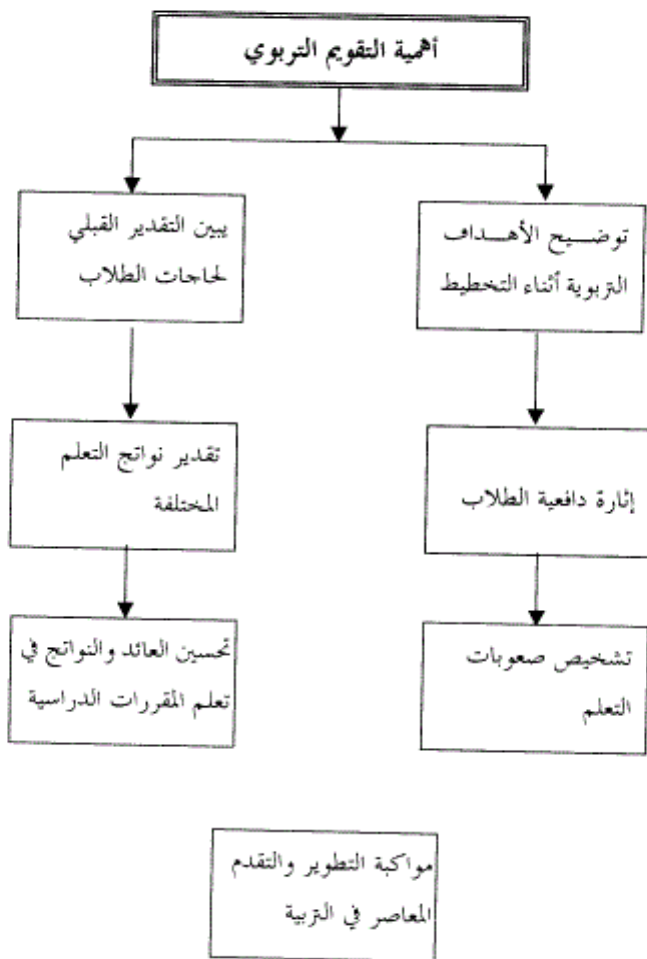 أهمية التقويم التربوي
توضيح الأهداف
التربوية أثناء التخطيط
يبين التقدير القبلي
لحاجات الطلاب
إثارة دافعية الطلاب
تقدير نواتج التعلم
المختلفة
تشخيص صعوبات
التعلم
تحسين العائد والنواتج في
تعلم المقررات الدراسية
مواكبة التطوير والتقدم
المعاصر في التربية